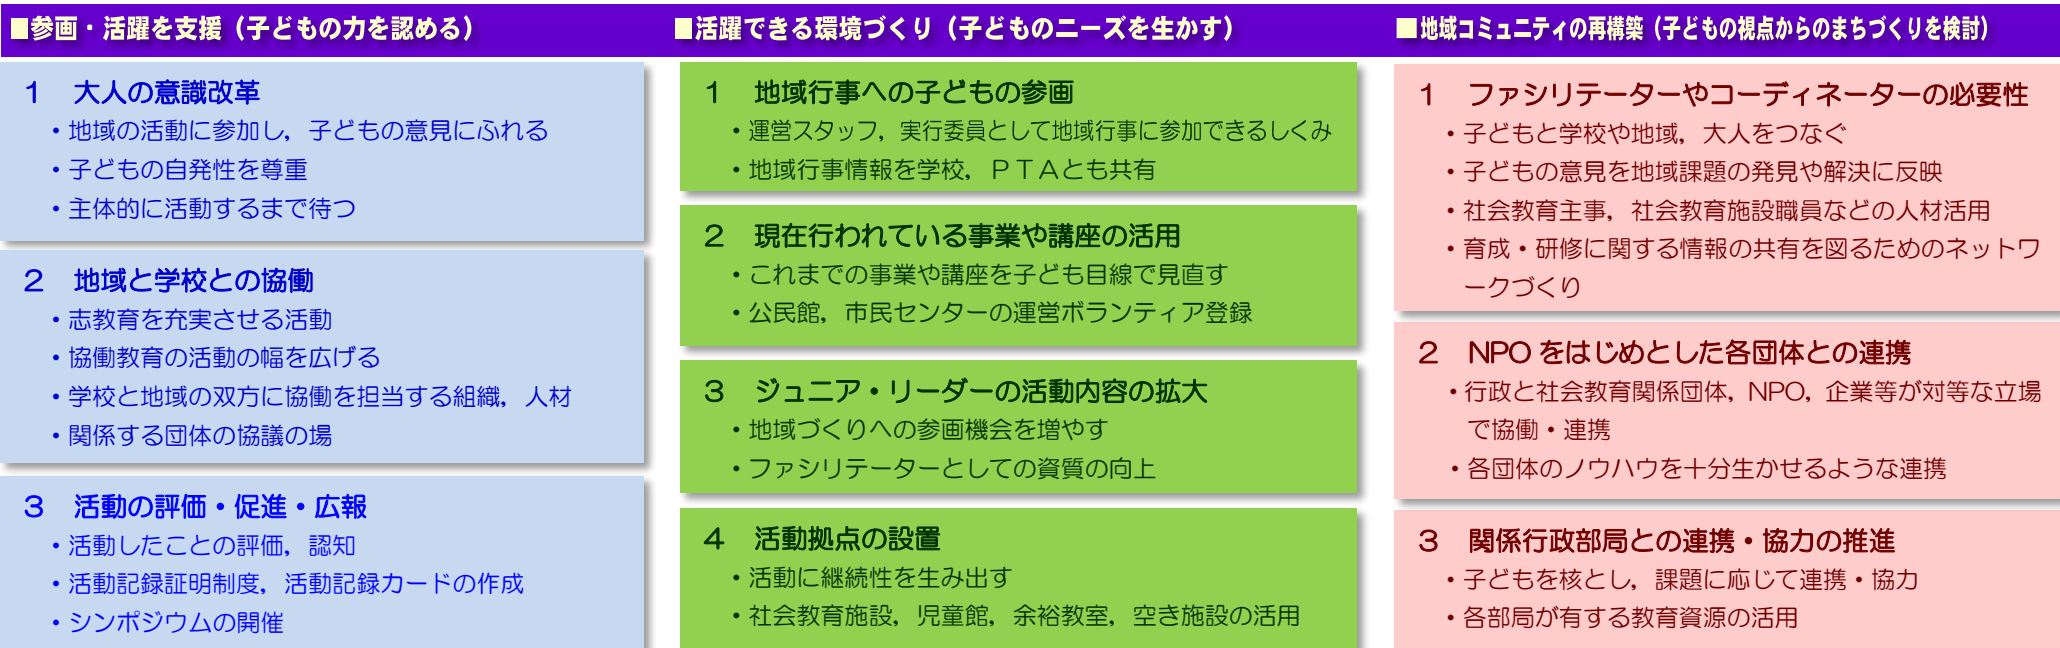 ■参画・活躍を支援（子どもの力を認める）
1　大人の意識改革
・地域の活動に参加し，子どもの意見にふれる
・子どもの自発性を尊重
・主体的に活動するまで待つ
2　地域と学校との協働
・志教育を充実させる活動
・協働教育の活動の幅を広げる
・学校と地域の双方に協働を担当する組織，人材
・関係する団体の協議の場
3　活動の評価・促進・広報
・活動したことの評価，認知
・活動記録証明制度，活動記録カードの作成
・シンポジウムの開催
■活躍できる環境づくり（子どものニーズを生かす）
1　地域行事への子どもの参画
・運営スタッフ，実行委員として地域行事に参加できるしくみ
・地域行事情報を学校，ＰＴＡとも共有
2　現在行われている事業や講座の活用
・これまでの事業や講座を子ども目線で見直す
・公民館，市民センターの運営ボランティア登録
3　ジュニア・リーダーの活動内容の拡大
・地域づくりへの参画機会を増やす
・ファシリテーターとしての資質の向上
4　活動拠点の設置
・活動に継続性を生み出す
・社会教育施設，児童館，余裕教室，空き施設の活用
■地域コミュニティの再構築（子どもの視点からのまちづくりを検討）
1　ファシリテーターやコーディネーターの必要性
・子どもと学校や地域，大人をつなぐ
・子どもの意見を地域課題の発見や解決に反映
・社会教育主事，社会教育施設職員などの人材活用
・育成・研修に関する情報の共有を図るためのネットワ
ークづくり
2　NPO をはじめとした各団体との連携
・行政と社会教育関係団体，NPO，企業等が対等な立場
で協働・連携
・各団体のノウハウを十分生かせるような連携
3　関係行政部局との連携・協力の推進
・子どもを核とし，課題に応じて連携・協力
・各部局が有する教育資源の活用